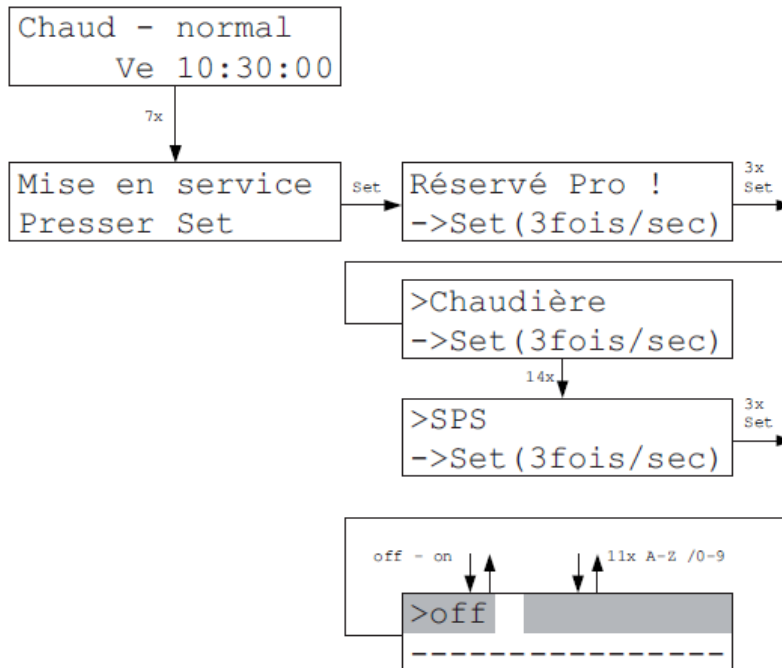 Chaud - normal
Ve 10:30:00
7x
Mise en service
Presser Set
Set
Réservé Pro !
->Set(3fois/sec)
3x
Set
>Chaudière
->Set(3fois/sec)
14x
>SPS
->Set(3fois/sec)
3x
Set
off - on
11x A-Z /0-9
>off
----------------